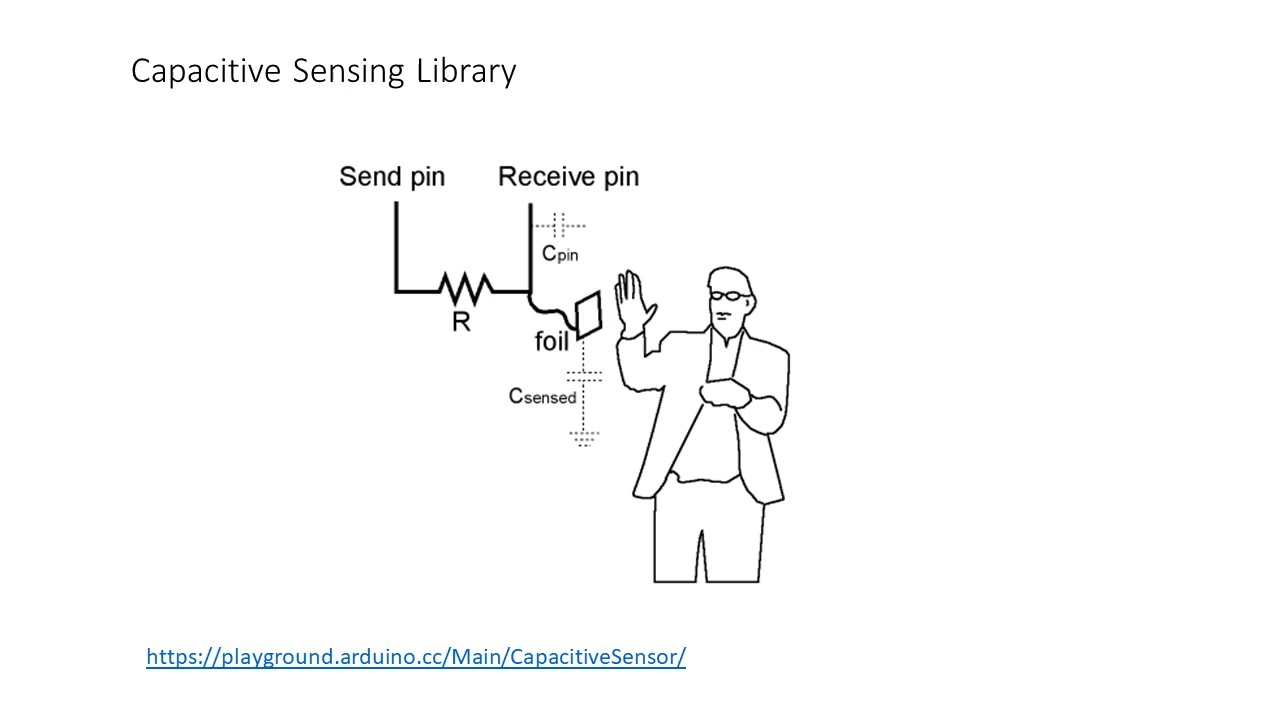 Capacitive Sensing Library
Send pin
Receive pin
Cpin
R
foil
Csensed
https://playground.arduino.cc/Main/CapacitiveSensor/